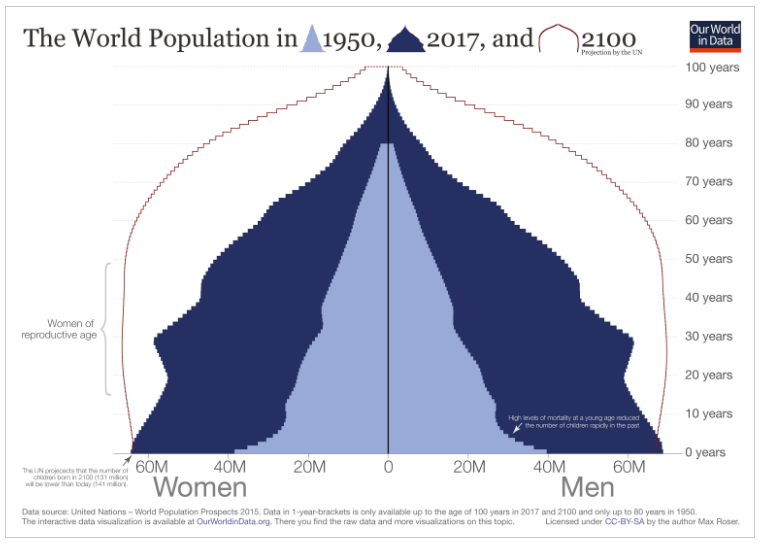 The World Population in 1950, 2017, and 2100
Projection by the UN
Our World
in Data
100 years
90 years
80 years
70 years
60 years
50 years
40 years
30 years
20 years
10 years
0 years
Women of
reproductive age
High levels of mortality at a young age reduced
the number of children rapidly in the past
The UN projecects that the number of
children born in 2100 (131 million)
will be lower than today (141 million).
60M 40M 20M 0 20M 40M 60M
Women Men
Data source: United Nations – World Population Prospects 2015. Data in 1-year-brackets is only available up to the age of 100 years in 2017 and 2100 and only up to 80 years in 1950.
The interactive data visualization is available at OurWorldinData.org. There you find the raw data and more visualizations on this topic. Licensed under CC-BY-SA by the author Max Roser.